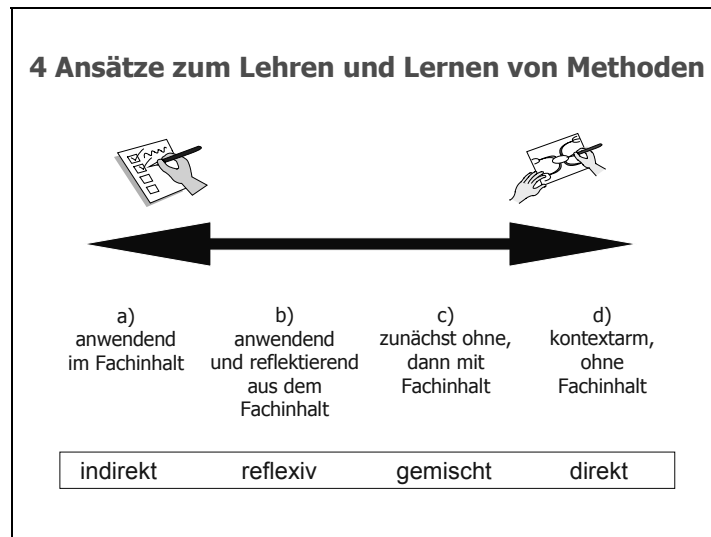 4 Ansätze zum Lehren und Lernen von Methoden
a)
anwendend
im Fachinhalt
b)
anwendend
und reflektierend
aus dem
Fachinhalt
c)
zunächst ohne,
dann mit
Fachinhalt
d)
kontextarm,
ohne
Fachinhalt
indirekt reflexiv gemischt direkt